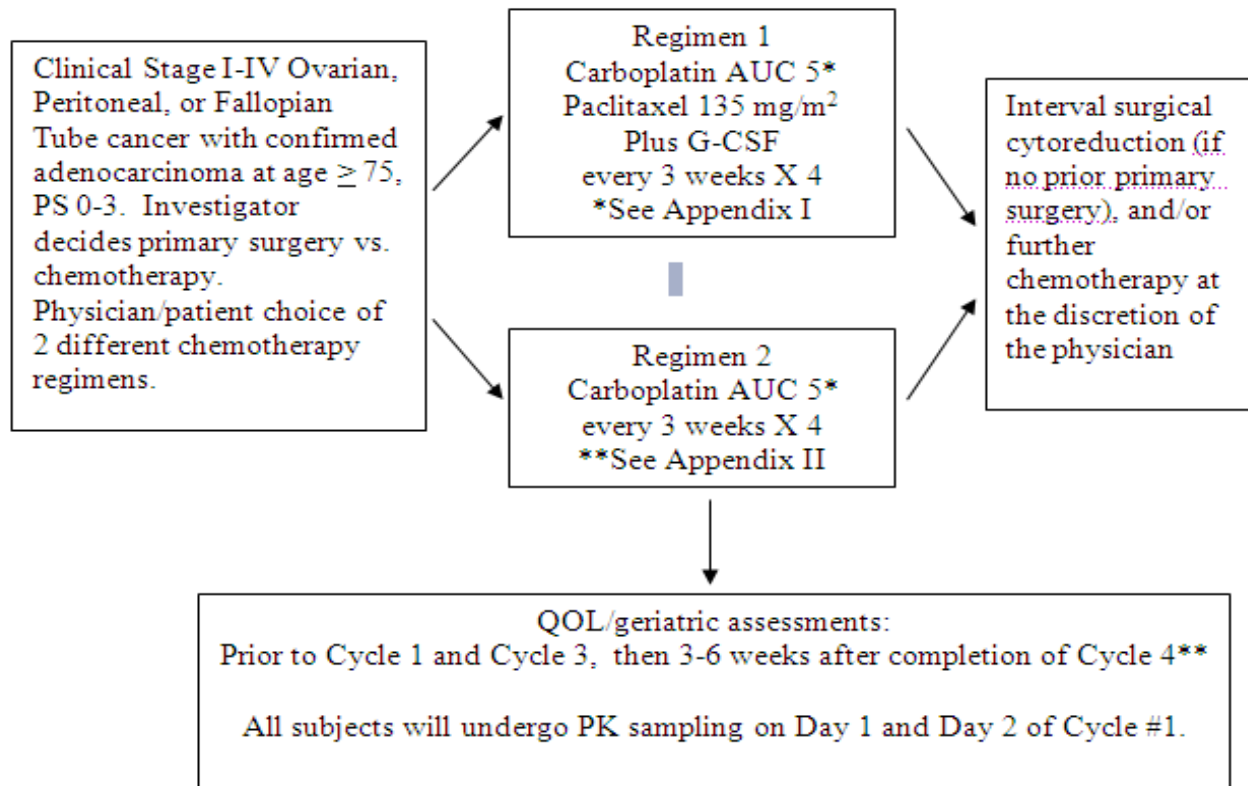 Clinical Stage I-IV Ovarian,
Peritoneal, or Fallopian
Tube cancer with confirmed
adenocarcinoma at age ≥ 75,
PS 0-3.  Investigator
decides primary surgery vs.
chemotherapy.
Physician/patient choice of
2 different chemotherapy
regimens.
Regimen 1
Carboplatin AUC 5*
Paclitaxel 135 mg/m²
Plus G-CSF
every 3 weeks X 4
*See Appendix I
Regimen 2
Carboplatin AUC 5*
every 3 weeks X 4
**See Appendix II
Interval surgical
cytoreduction (if
no prior primary
surgery), and/or
further
chemotherapy at
the discretion of
the physician
QOL/geriatric assessments:
Prior to Cycle 1 and Cycle 3,  then 3-6 weeks after completion of Cycle 4**
All subjects will undergo PK sampling on Day 1 and Day 2 of Cycle #1.